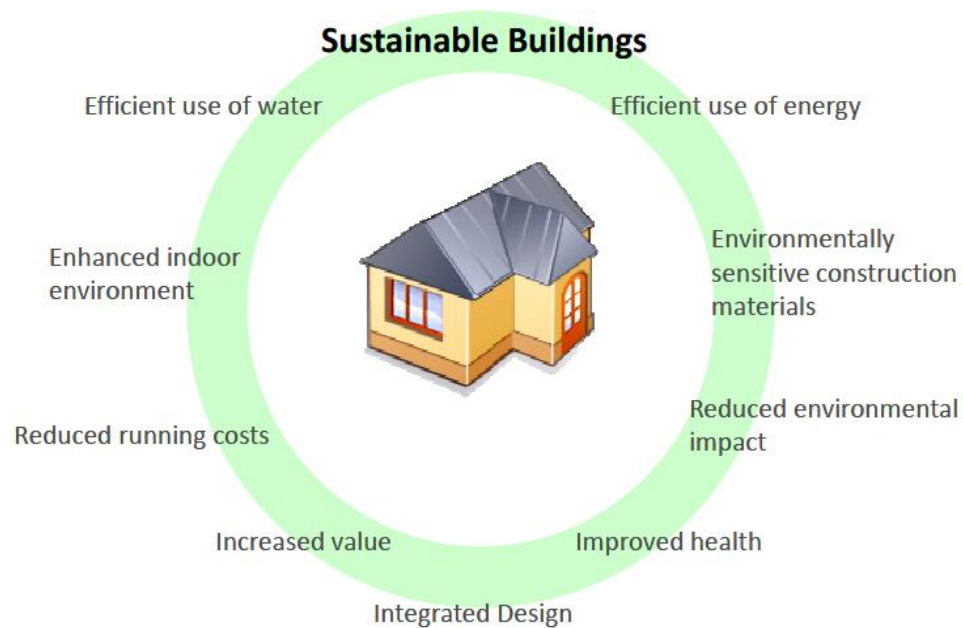 Sustainable Buildings
Efficient use of water
Efficient use of energy
Enhanced indoor
environment
Environmentally
sensitive construction
materials
Reduced running costs
Reduced environmental
impact
Increased value
Improved health
Integrated Design